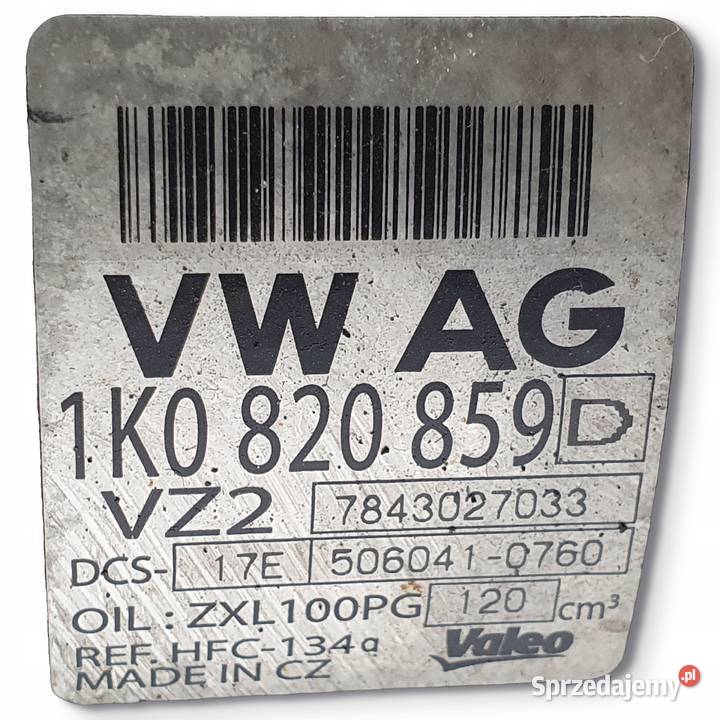 VW AG
1K0 820 859 D
VZ2 7843027033
DCS- 17E 506041-0760
OIL : ZXL100PG 120 cm³
REF. HFC-134a Valeo
MADE IN CZ
Sprzedajemy.pl